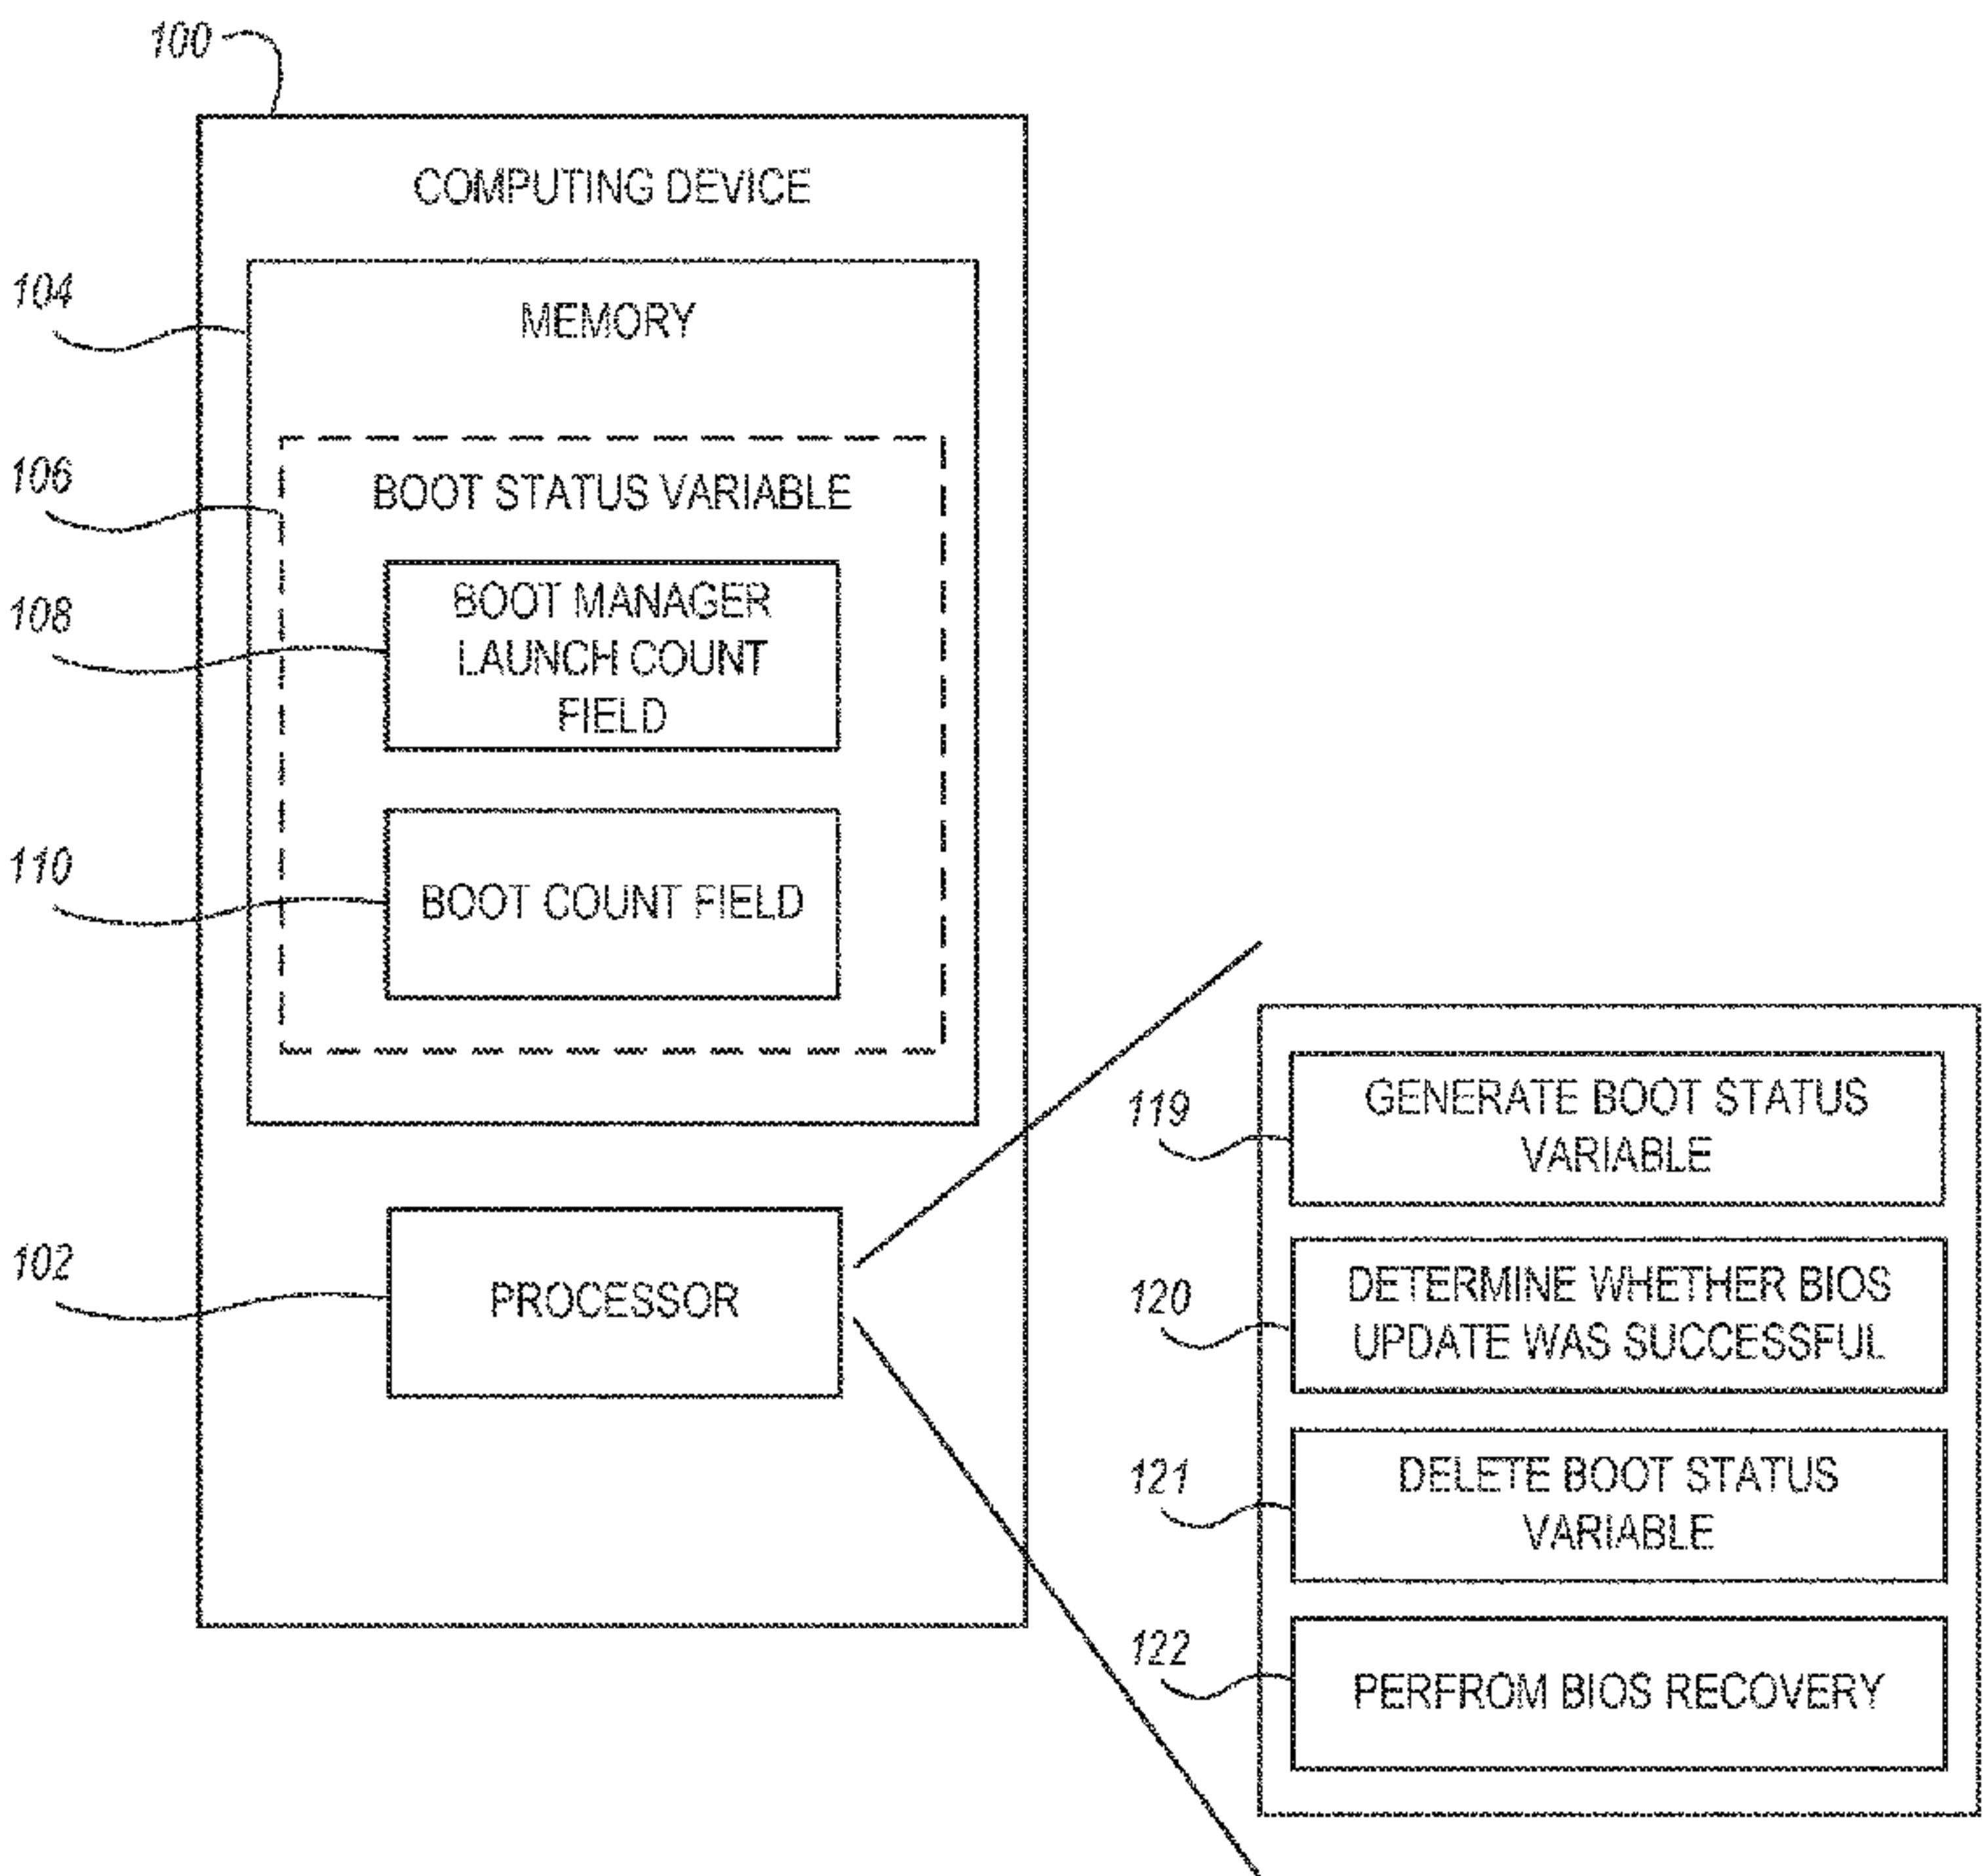 100
COMPUTING DEVICE
104
MEMORY
106
BOOT STATUS VARIABLE
108
BOOT MANAGER
LAUNCH COUNT
FIELD
110
BOOT COUNT FIELD
102
PROCESSOR
119
GENERATE BOOT STATUS
VARIABLE
120
DETERMINE WHETHER BIOS
UPDATE WAS SUCCESSFUL
121
DELETE BOOT STATUS
VARIABLE
122
PERFROM BIOS RECOVERY